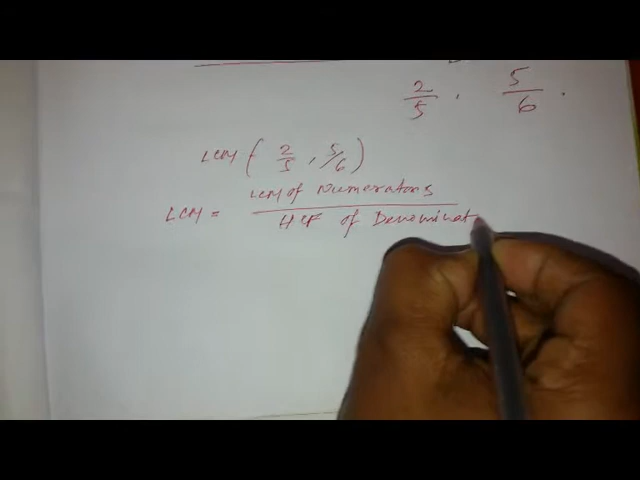 2/5 , 5/6 .
LCM ( 2/5 , 5/6 )
LCM = LCM of Numerators / HCF of Denominat